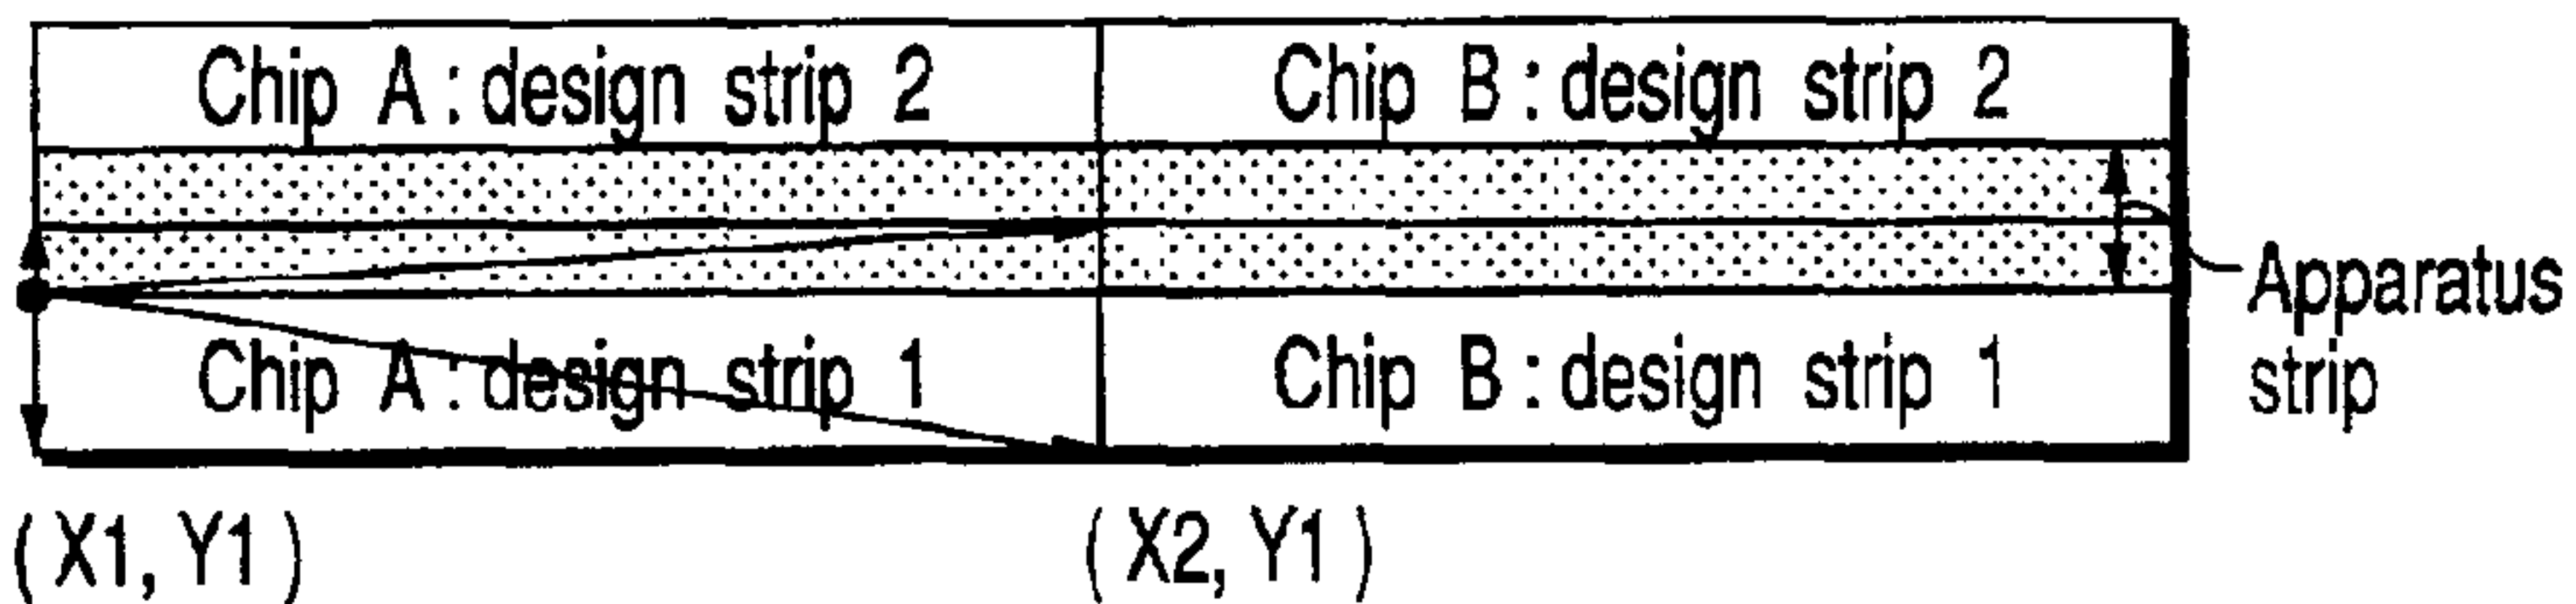 Chip A : design strip 2
Chip B : design strip 2
Apparatus
strip
Chip A : design strip 1
Chip B : design strip 1
( X1, Y1 )
( X2, Y1 )